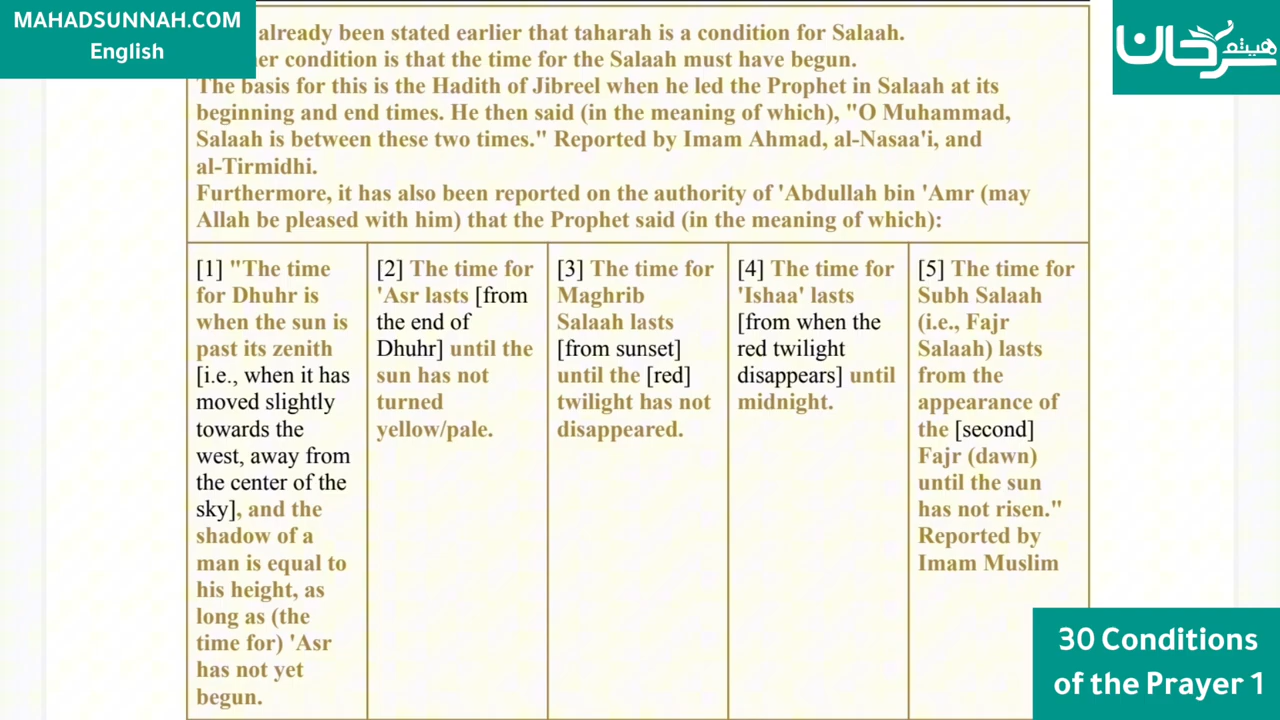 MAHADSUNNAH.COM
English
هيثم
سرحان
already been stated earlier that taharah is a condition for Salaah.
condition is that the time for the Salaah must have begun.
The basis for this is the Hadith of Jibreel when he led the Prophet in Salaah at its
beginning and end times. He then said (in the meaning of which), "O Muhammad,
Salaah is between these two times." Reported by Imam Ahmad, al-Nasaa'i, and
al-Tirmidhi.
Furthermore, it has also been reported on the authority of 'Abdullah bin 'Amr (may
Allah be pleased with him) that the Prophet said (in the meaning of which):
[1] "The time
for Dhuhr is
when the sun is
past its zenith
[i.e., when it has
moved slightly
towards the
west, away from
the center of the
sky], and the
shadow of a
man is equal to
his height, as
long as (the
time for) 'Asr
has not yet
begun.
[2] The time for
'Asr lasts [from
the end of
Dhuhr] until the
sun has not
turned
yellow/pale.
[3] The time for
Maghrib
Salaah lasts
[from sunset]
until the [red]
twilight has not
disappeared.
[4] The time for
'Ishaa' lasts
[from when the
red twilight
disappears] until
midnight.
[5] The time for
Subh Salaah
(i.e., Fajr
Salaah) lasts
from the
appearance of
the [second]
Fajr (dawn)
until the sun
has not risen."
Reported by
Imam Muslim
30 Conditions
of the Prayer 1